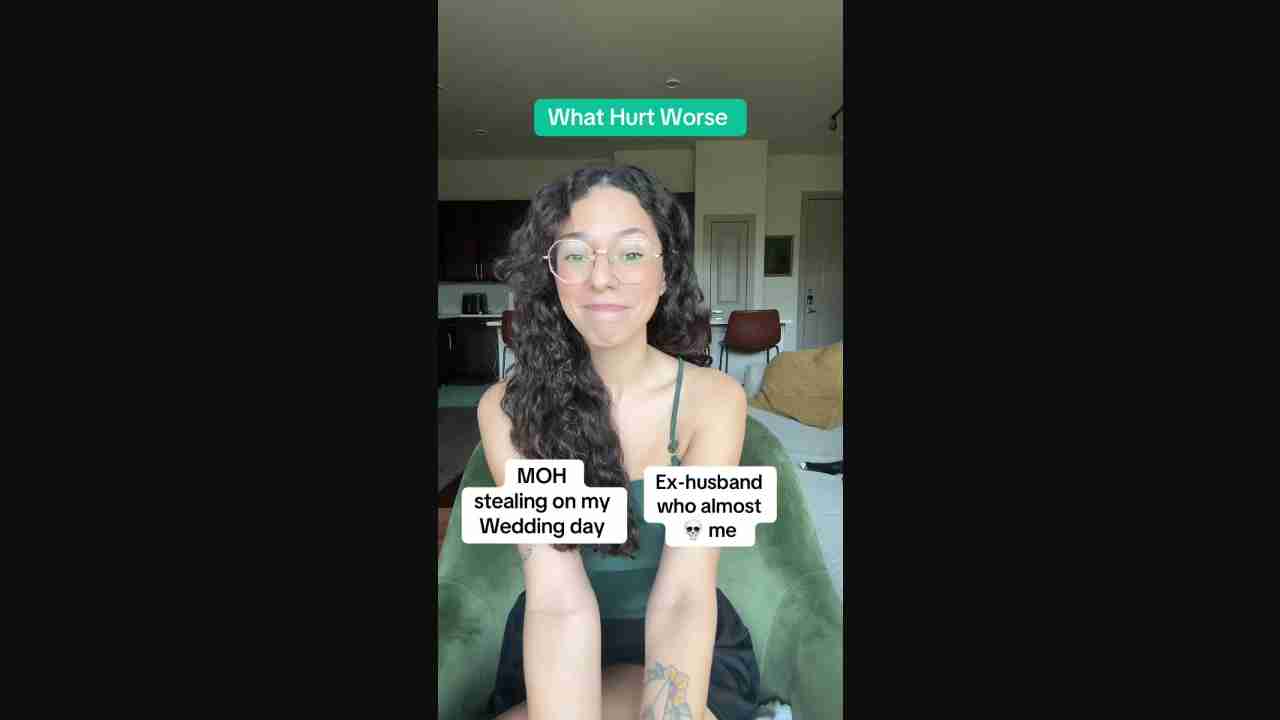 What Hurt Worse
MOH
stealing on my
Wedding day
Ex-husband
who almost
💀 me